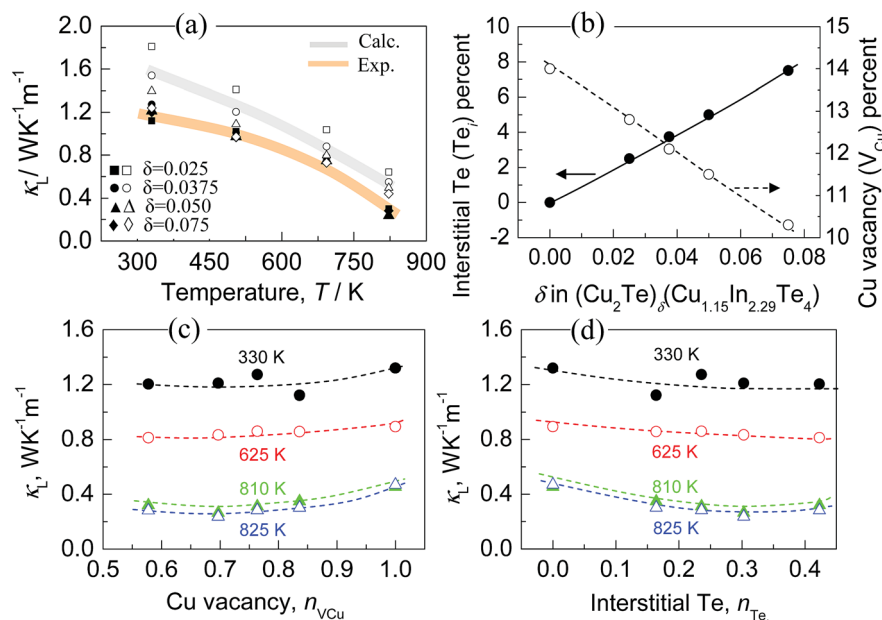 (a)
Calc.
Exp.
κL/ WK⁻¹m⁻¹
2.0
1.6
1.2
0.8
0.4
0.0
δ=0.025
δ=0.0375
δ=0.050
δ=0.075
300 450 600 750 900
Temperature, T / K
(b)
Interstitial Te (Tei) percent
10
8
6
4
2
0
-2
15
14
13
12
11
10
Cu vacancy (VCu) percent
0.00 0.02 0.04 0.06 0.08
δ in (Cu2Te)δ(Cu1.15In2.29Te4)
(c)
κL, WK⁻¹m⁻¹
1.6
1.2
0.8
0.4
0.0
330 K
625 K
810 K
825 K
0.5 0.6 0.7 0.8 0.9 1.0
Cu vacancy, nVCu
(d)
κL, WK⁻¹m⁻¹
1.6
1.2
0.8
0.4
0.0
330 K
625 K
810 K
825 K
0.0 0.1 0.2 0.3 0.4
Interstitial Te, nTe.